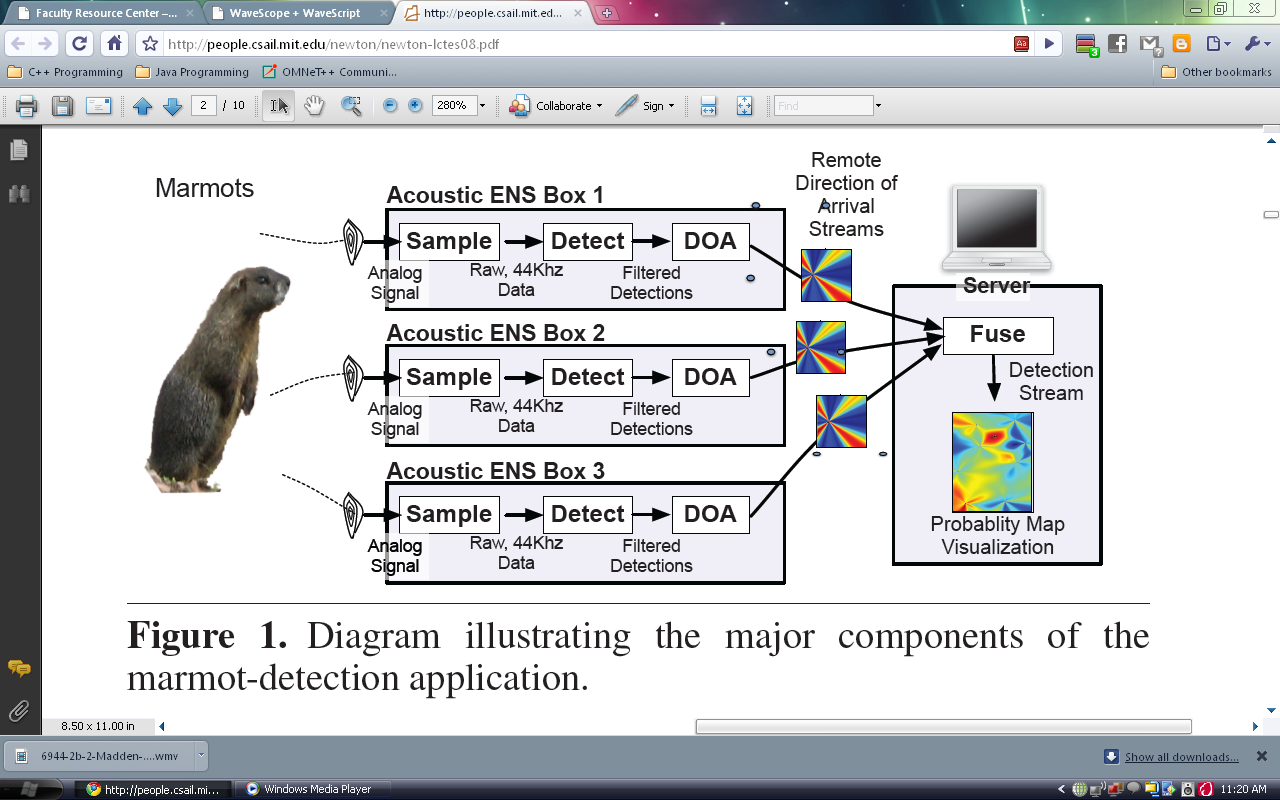 Faculty Resource Center –...
WaveScope + WaveScript
http://people.csail.mit.ed...
http://people.csail.mit.edu/newton/newton-lctes08.pdf
3
C++ Programming
Java Programming
OMNeT++ Communi...
Other bookmarks
2 / 10
280%
Collaborate
Sign
Find
Marmots
Remote
Direction of
Arrival
Streams
Acoustic ENS Box 1
Sample
Detect
DOA
Analog
Signal
Raw, 44Khz
Data
Filtered
Detections
Acoustic ENS Box 2
Sample
Detect
DOA
Analog
Signal
Raw, 44Khz
Data
Filtered
Detections
Acoustic ENS Box 3
Sample
Detect
DOA
Analog
Signal
Raw, 44Khz
Data
Filtered
Detections
Server
Fuse
Detection
Stream
Probablity Map
Visualization
Figure 1. Diagram illustrating the major components of the
marmot-detection application.
8.50 x 11.00 in
6944-2b-2-Madden-....wmv
Show all downloads...
http://people.csail.mi...
Windows Media Player
11:20 AM